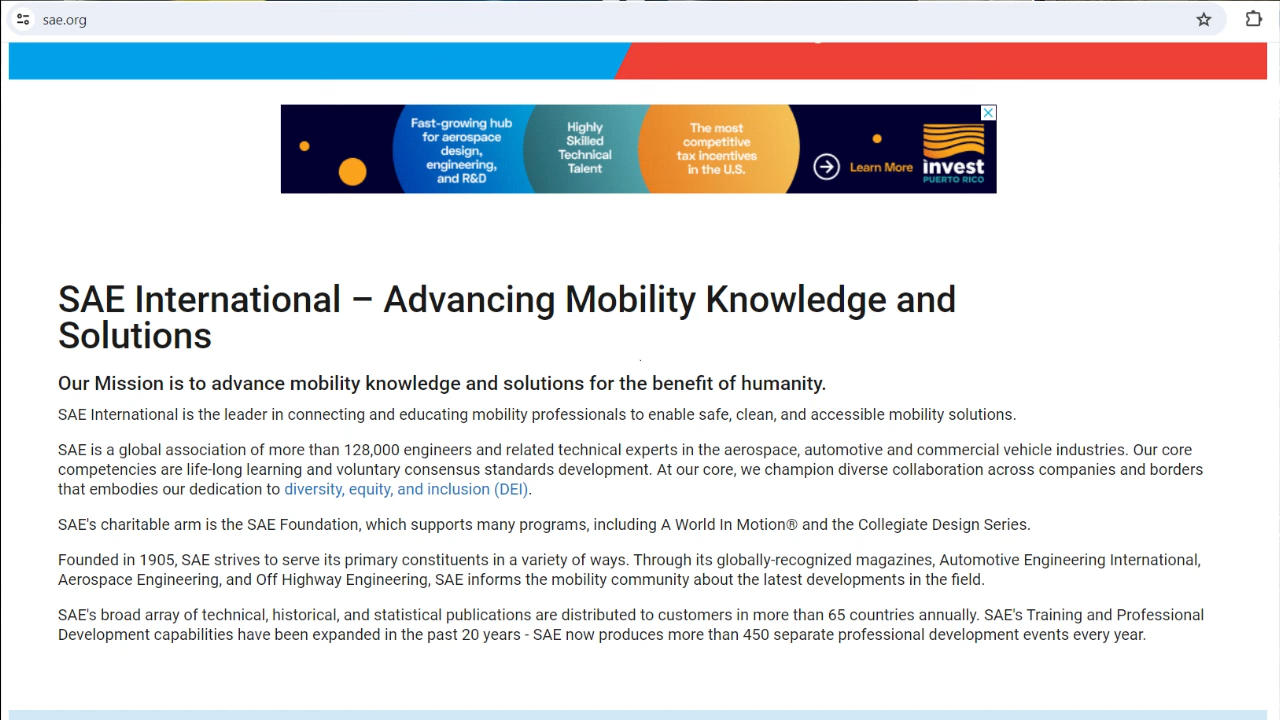 sae.org
Fast-growing hub
for aerospace
design,
engineering,
and R&D
Highly
Skilled
Technical
Talent
The most
competitive
tax incentives
in the U.S.
Learn More
invest
PUERTO RICO
SAE International – Advancing Mobility Knowledge and
Solutions
Our Mission is to advance mobility knowledge and solutions for the benefit of humanity.
SAE International is the leader in connecting and educating mobility professionals to enable safe, clean, and accessible mobility solutions.
SAE is a global association of more than 128,000 engineers and related technical experts in the aerospace, automotive and commercial vehicle industries. Our core
competencies are life-long learning and voluntary consensus standards development. At our core, we champion diverse collaboration across companies and borders
that embodies our dedication to diversity, equity, and inclusion (DEI).
SAE's charitable arm is the SAE Foundation, which supports many programs, including A World In Motion® and the Collegiate Design Series.
Founded in 1905, SAE strives to serve its primary constituents in a variety of ways. Through its globally-recognized magazines, Automotive Engineering International,
Aerospace Engineering, and Off Highway Engineering, SAE informs the mobility community about the latest developments in the field.
SAE's broad array of technical, historical, and statistical publications are distributed to customers in more than 65 countries annually. SAE's Training and Professional
Development capabilities have been expanded in the past 20 years - SAE now produces more than 450 separate professional development events every year.